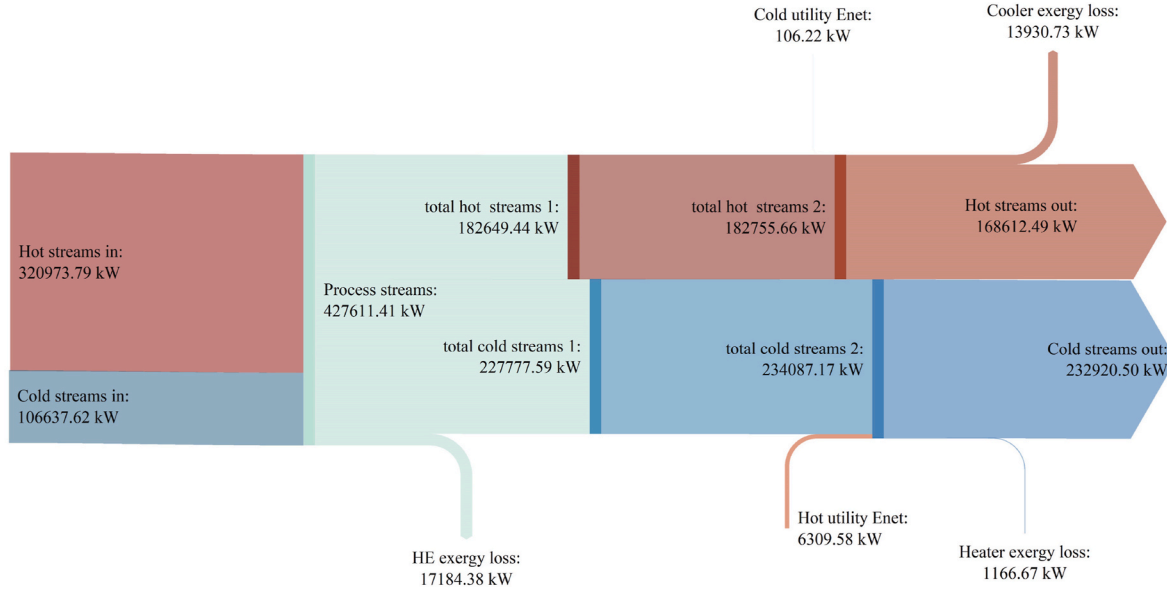 Cold utility Enet:
106.22 kW
Cooler exergy loss:
13930.73 kW
Hot streams in:
320973.79 kW
Cold streams in:
106637.62 kW
Process streams:
427611.41 kW
total hot  streams 1:
182649.44 kW
total hot  streams 2:
182755.66 kW
Hot streams out:
168612.49 kW
total cold streams 1:
227777.59 kW
total cold streams 2:
234087.17 kW
Cold streams out:
232920.50 kW
HE exergy loss:
17184.38 kW
Hot utility Enet:
6309.58 kW
Heater exergy loss:
1166.67 kW